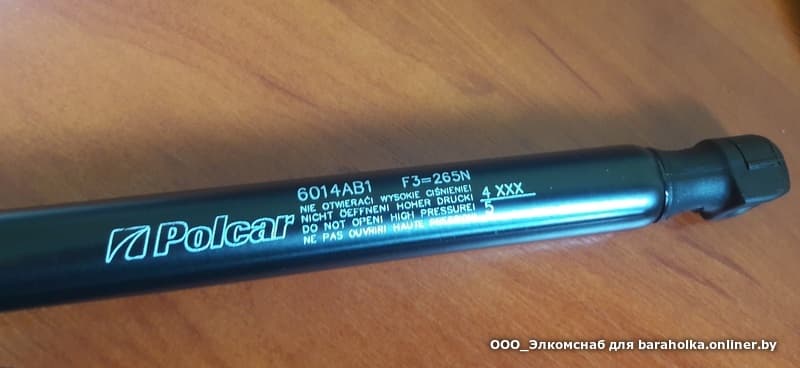 6014AB1 F3=265N
NIE OTWIERAĆ! WYSOKIE CIŚNIENIE!
NICHT OEFFNEN! HOHER DRUCK!
DO NOT OPEN! HIGH PRESSURE!
NE PAS OUVRIR! HAUTE
4 XXX
5
Polcar
ООО_Элкомснаб для baraholka.onliner.by